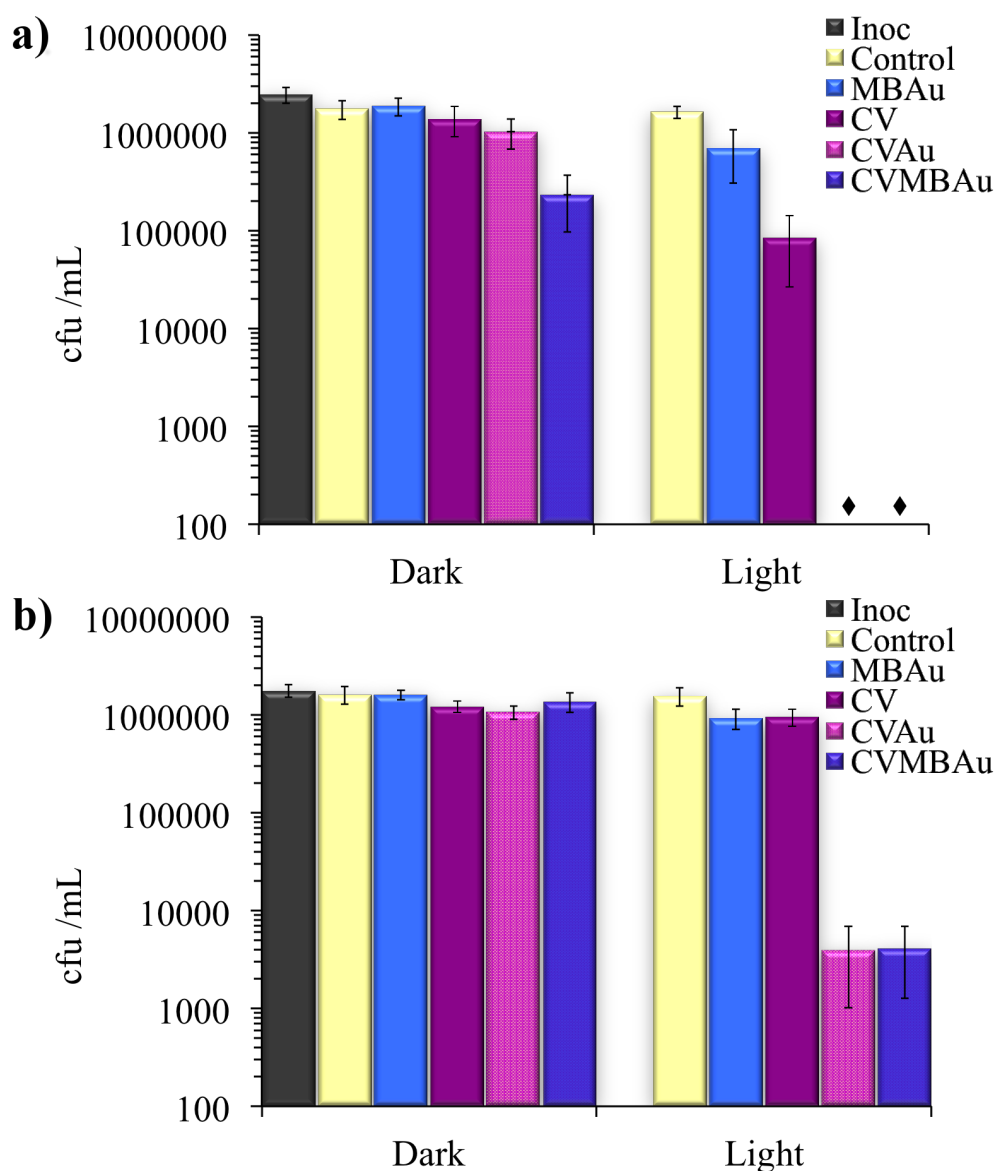 a)
10000000
1000000
100000
10000
1000
100
cfu /mL
Dark
Light
Inoc
Control
MBAu
CV
CVAu
CVMBAu
b)
10000000
1000000
100000
10000
1000
100
cfu /mL
Dark
Light
Inoc
Control
MBAu
CV
CVAu
CVMBAu